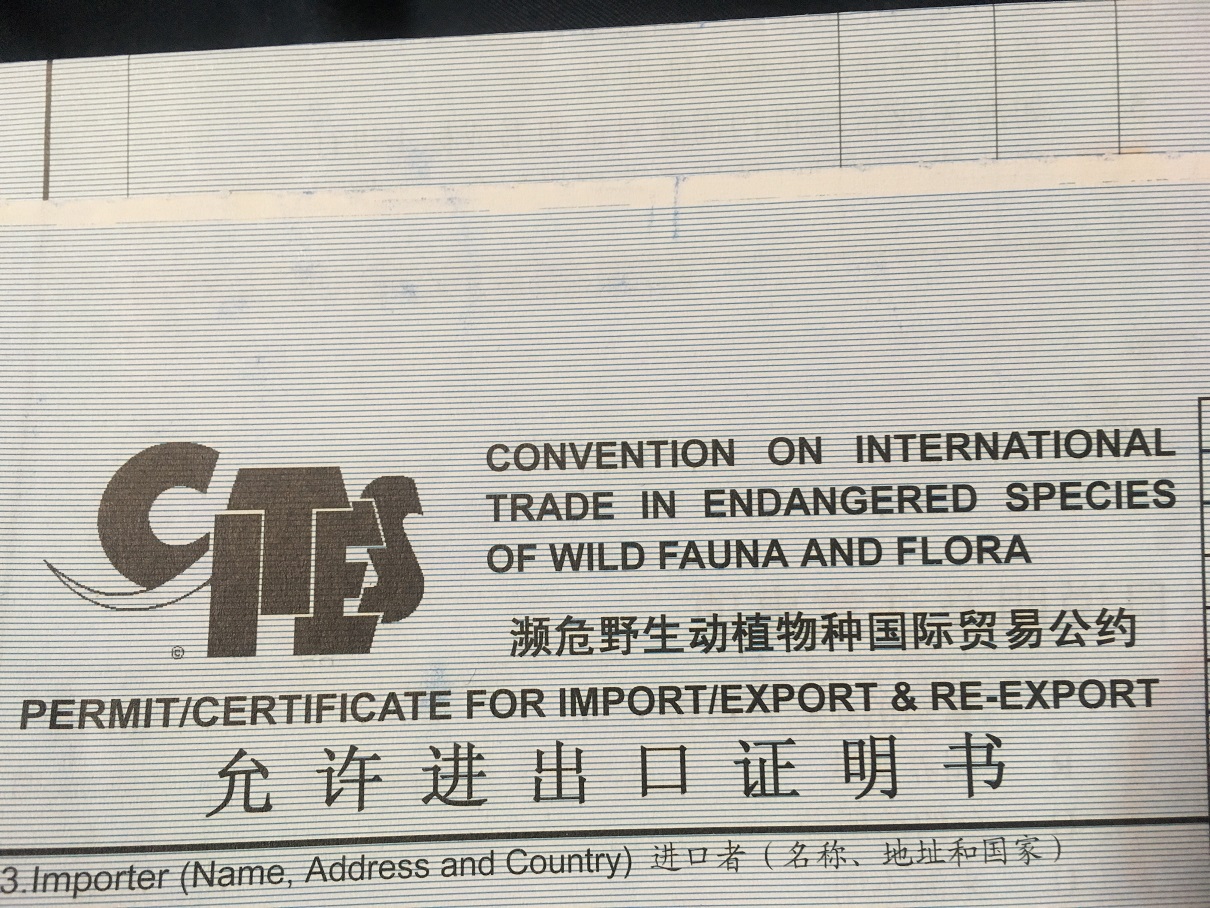 CITES
©
CONVENTION ON INTERNATIONAL
TRADE IN ENDANGERED SPECIES
OF WILD FAUNA AND FLORA
濒危野生动植物种国际贸易公约
PERMIT/CERTIFICATE FOR IMPORT/EXPORT & RE-EXPORT
允许进出口证明书
3.Importer (Name, Address and Country) 进口者（名称、地址和国家）